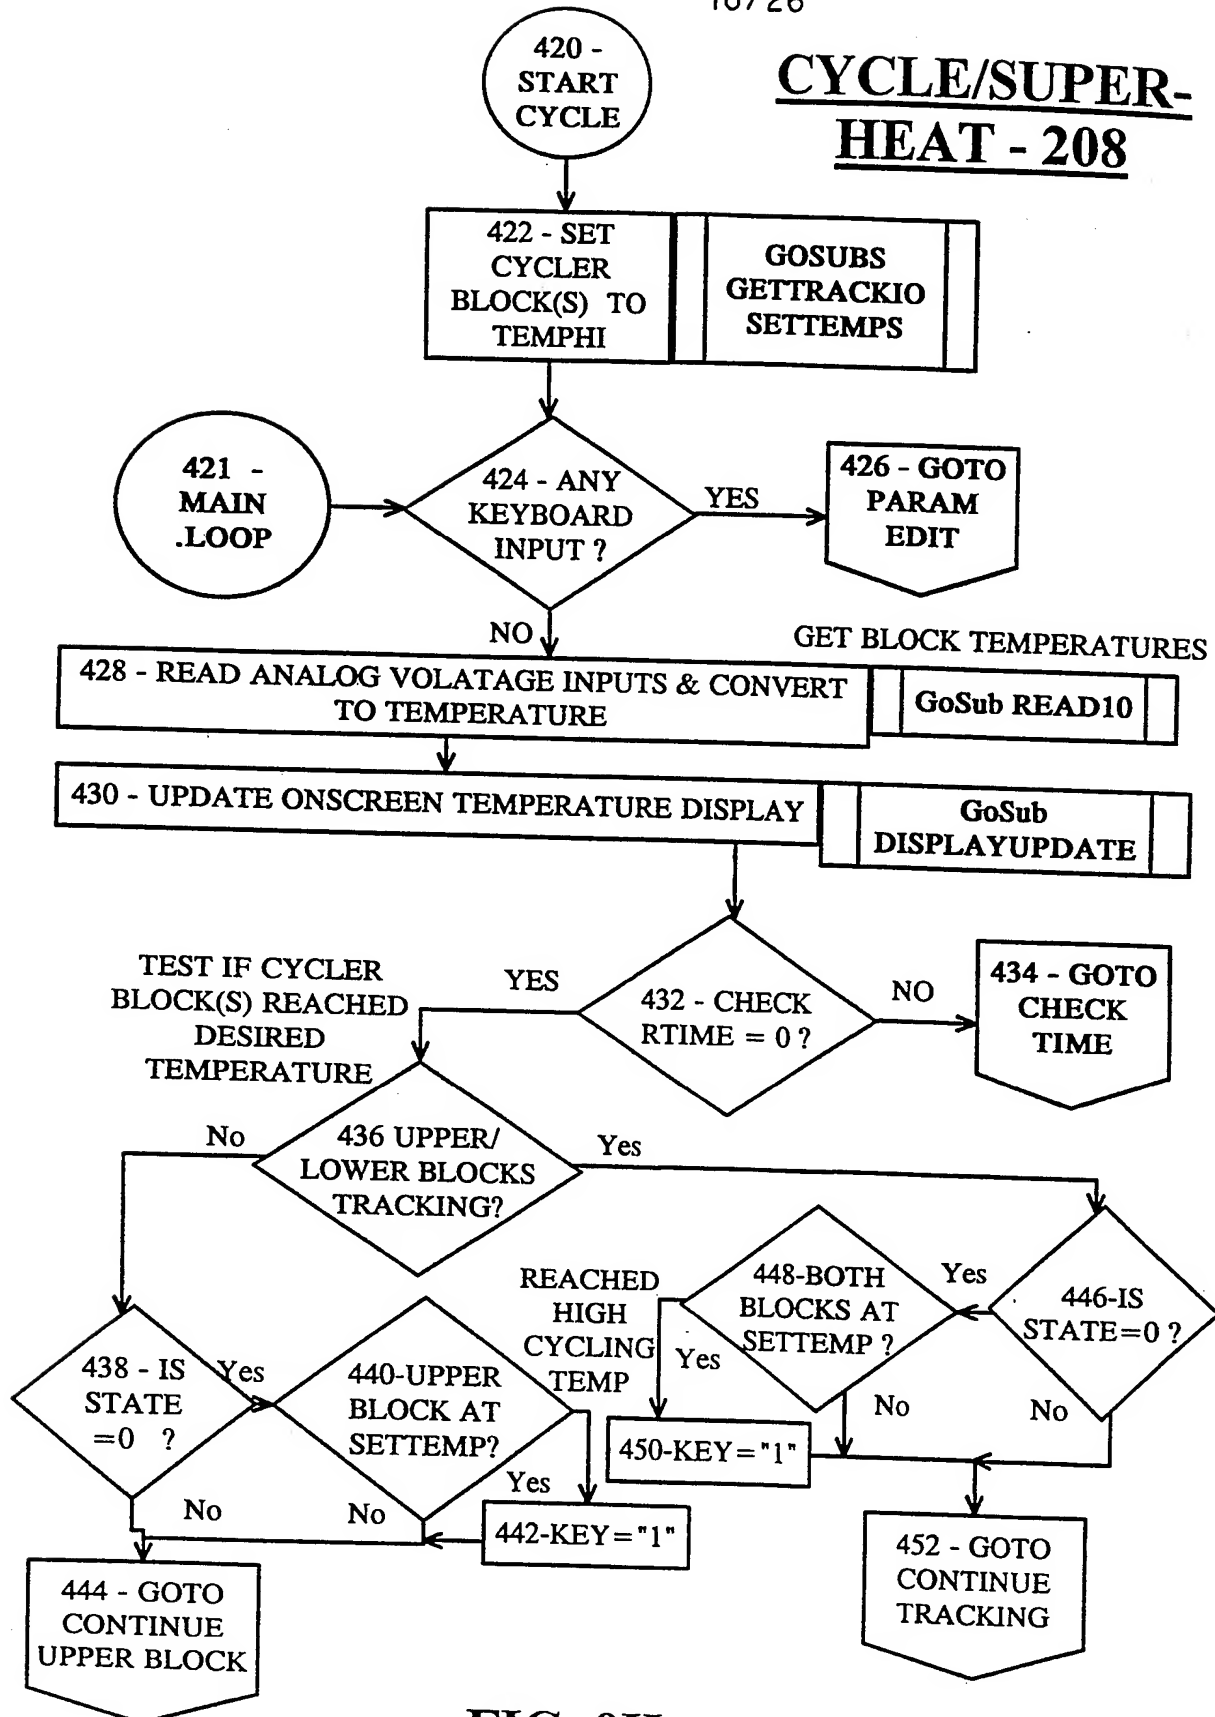 CYCLE/SUPER-
HEAT - 208
420 -
START
CYCLE
422 - SET
CYCLER
BLOCK(S) TO
TEMPHI
GOSUBS
GETTRACKIO
SETTEMPS
421 -
MAIN
.LOOP
424 - ANY
KEYBOARD
INPUT ?
YES
426 - GOTO
PARAM
EDIT
NO
GET BLOCK TEMPERATURES
428 - READ ANALOG VOLATAGE INPUTS & CONVERT
TO TEMPERATURE
GoSub READ10
430 - UPDATE ONSCREEN TEMPERATURE DISPLAY
GoSub
DISPLAYUPDATE
TEST IF CYCLER
BLOCK(S) REACHED
DESIRED
TEMPERATURE
YES
432 - CHECK
RTIME = 0 ?
NO
434 - GOTO
CHECK
TIME
No
436 UPPER/
LOWER BLOCKS
TRACKING?
Yes
438 - IS
STATE
=0 ?
Yes
440-UPPER
BLOCK AT
SETTEMP?
REACHED
HIGH
CYCLING
TEMP
448-BOTH
BLOCKS AT
SETTEMP ?
Yes
446-IS
STATE=0 ?
Yes
No
No
450-KEY="1"
No
No
Yes
442-KEY="1"
444 - GOTO
CONTINUE
UPPER BLOCK
452 - GOTO
CONTINUE
TRACKING